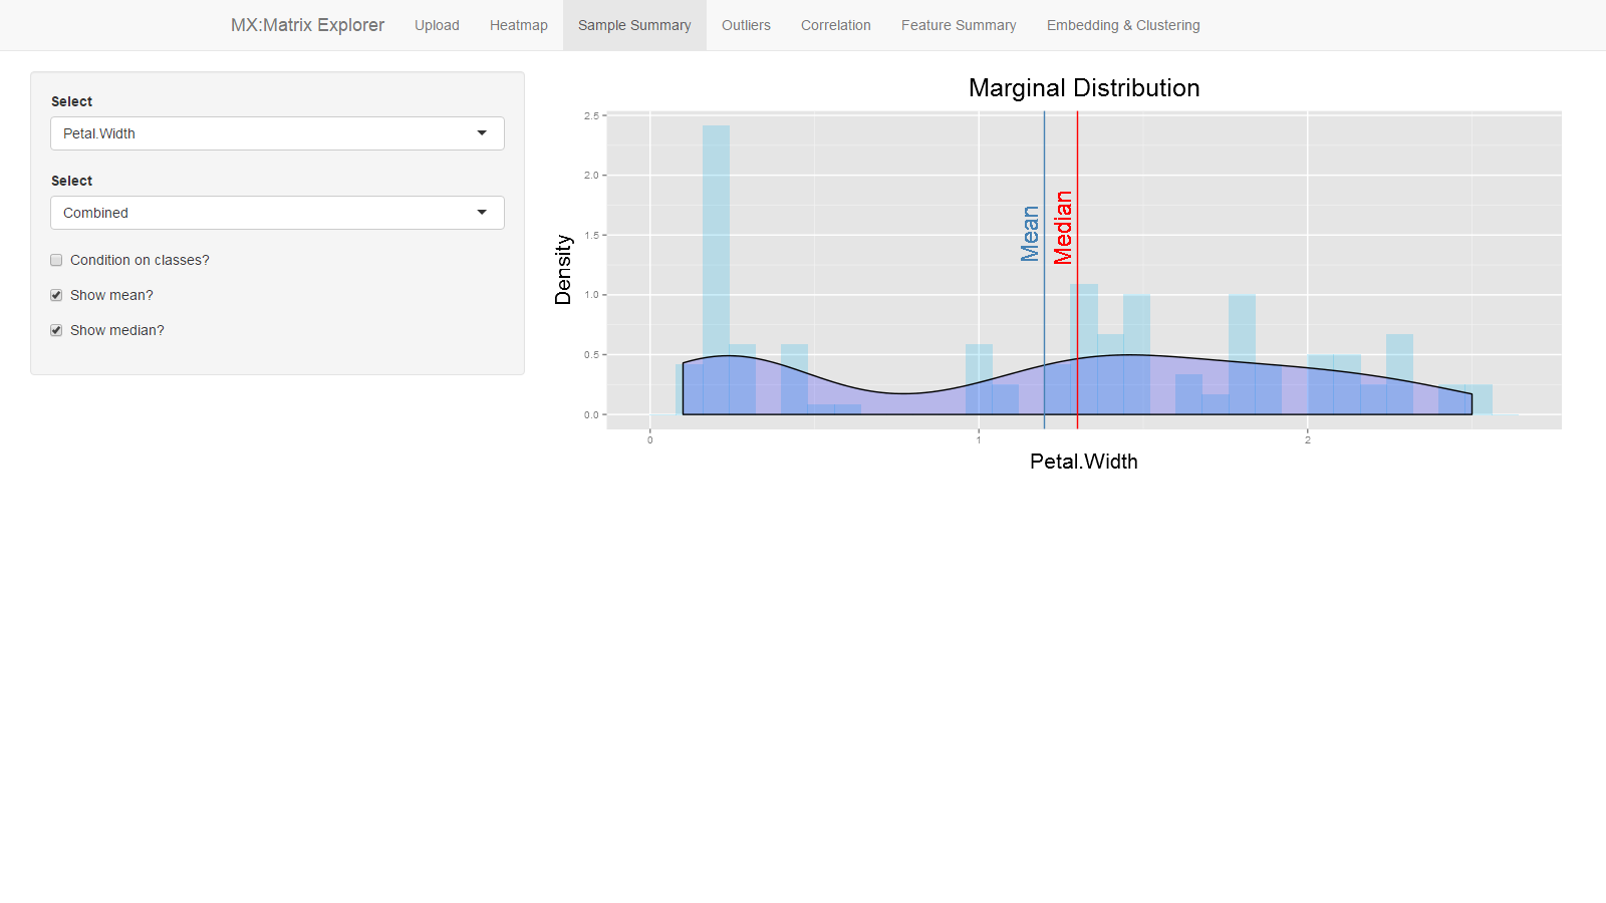 MX:Matrix Explorer Upload Heatmap Sample Summary Outliers Correlation Feature Summary Embedding & Clustering
Select
Petal.Width
Select
Combined
Condition on classes?
Show mean?
Show median?
Marginal Distribution
Density
2.5
2.0
1.5
1.0
0.5
0.0
Mean
Median
0 1 2
Petal.Width